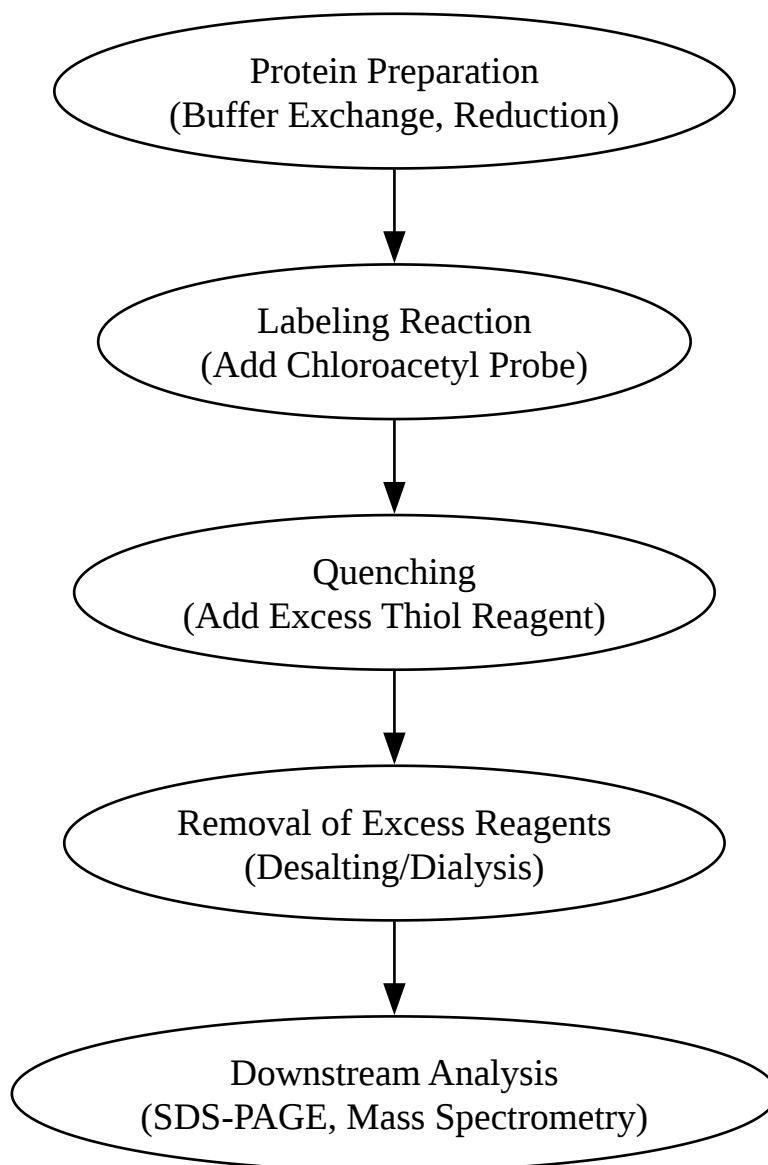 Protein Preparation
(Buffer Exchange, Reduction)
Labeling Reaction
(Add Chloroacetyl Probe)
Quenching
(Add Excess Thiol Reagent)
Removal of Excess Reagents
(Desalting/Dialysis)
Downstream Analysis
(SDS-PAGE, Mass Spectrometry)